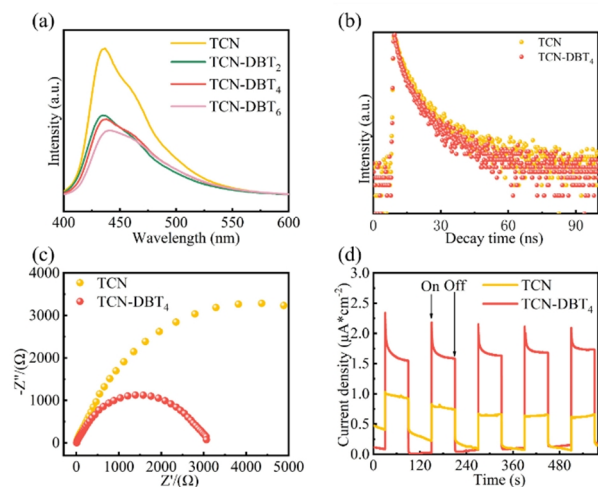 (a)
TCN
TCN-DBT₂
TCN-DBT₄
TCN-DBT₆
Intensity (a.u.)
400 450 500 550 600
Wavelength (nm)
(b)
TCN
TCN-DBT₄
Intensity (a.u.)
0 30 60 90
Decay time (ns)
(c)
TCN
TCN-DBT₄
-Z''/(Ω)
4000
3000
2000
1000
0
0 1000 2000 3000 4000 5000
Z'/(Ω)
(d)
TCN
TCN-DBT₄
On Off
Current density (μA*cm⁻²)
3.0
2.5
2.0
1.5
1.0
0.5
0.0
0 120 240 360 480
Time (s)